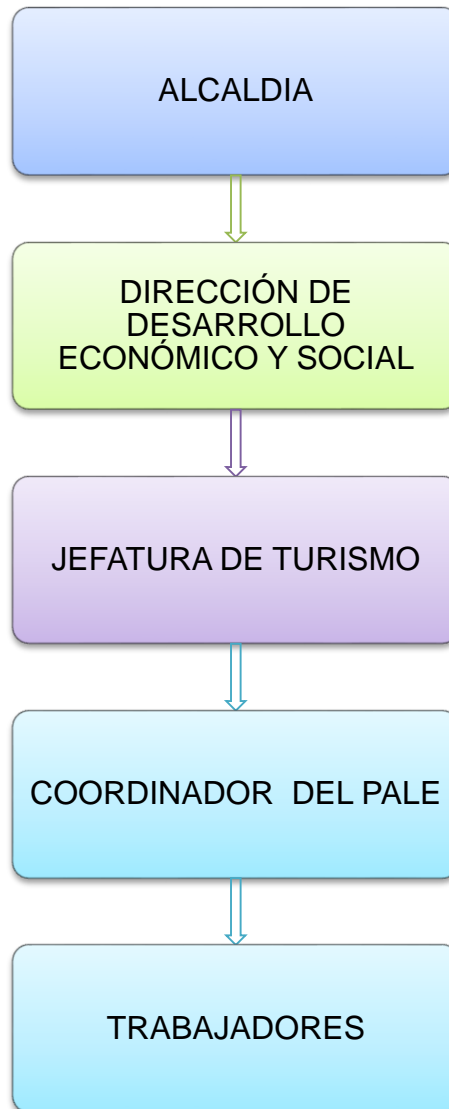 ALCALDIA
DIRECCIÓN DE
DESARROLLO
ECONÓMICO Y SOCIAL
JEFATURA DE TURISMO
COORDINADOR DEL PALE
TRABAJADORES